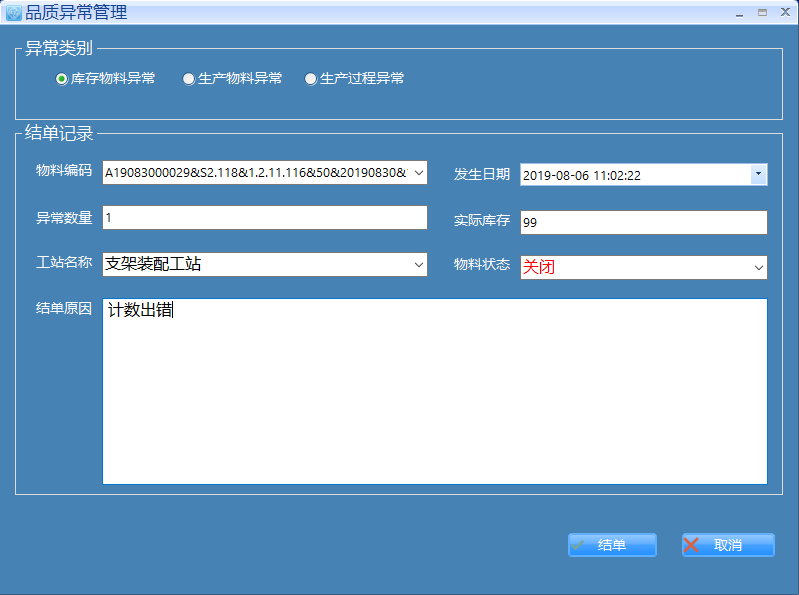 品质异常管理
异常类别
库存物料异常 生产物料异常 生产过程异常
结单记录
物料编码 A19083000029&S2.118&1.2.11.116&50&20190830& 发生日期 2019-08-06 11:02:22
异常数量 1 实际库存 99
工站名称 支架装配工站 物料状态 关闭
结单原因 计数出错
结单 取消